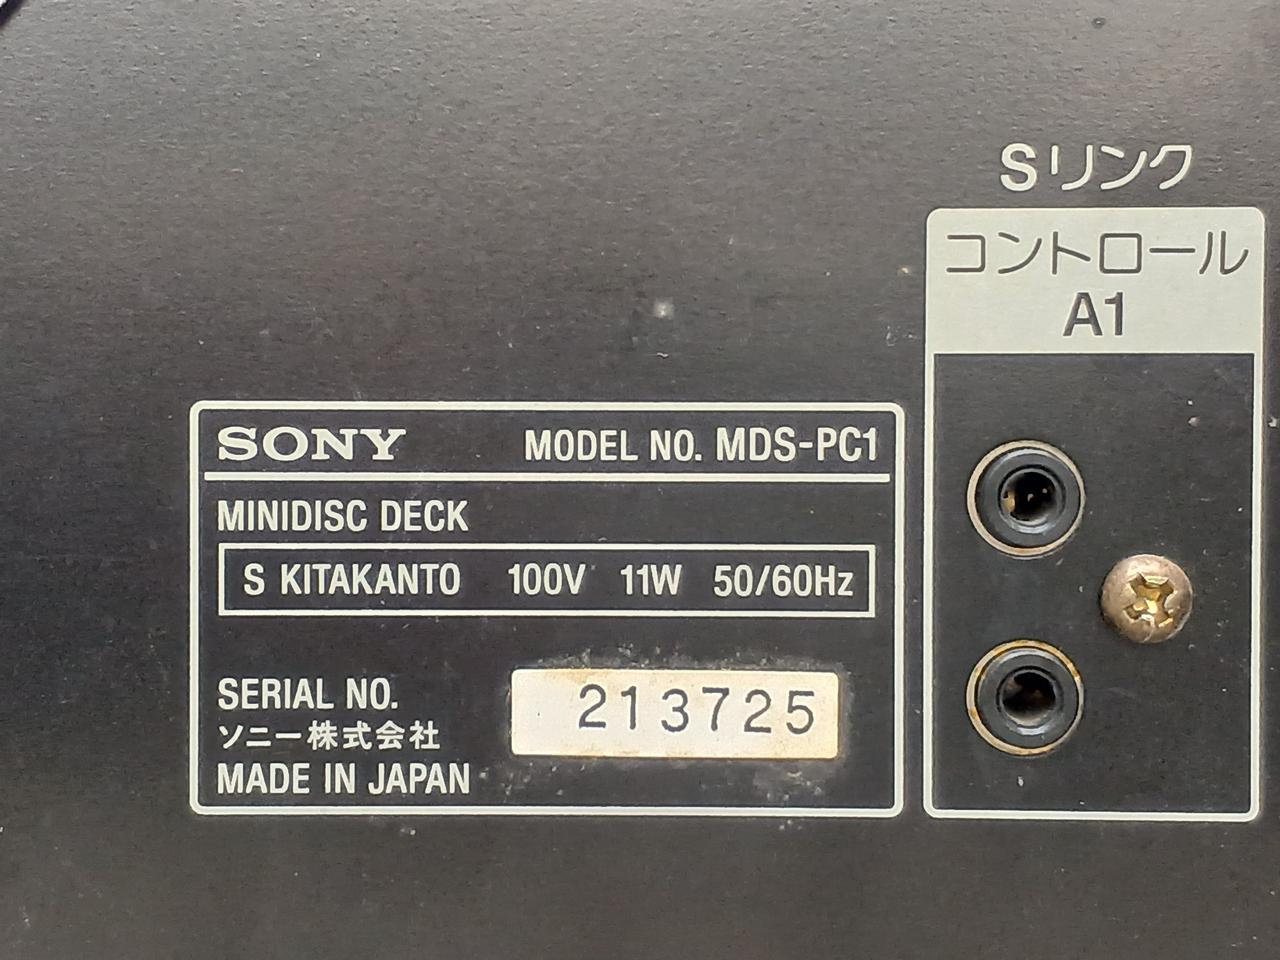 Sリンク
コントロール
A1
SONY MODEL NO. MDS-PC1
MINIDISC DECK
S KITAKANTO 100V 11W 50/60Hz
SERIAL NO. 213725
ソニー株式会社
MADE IN JAPAN